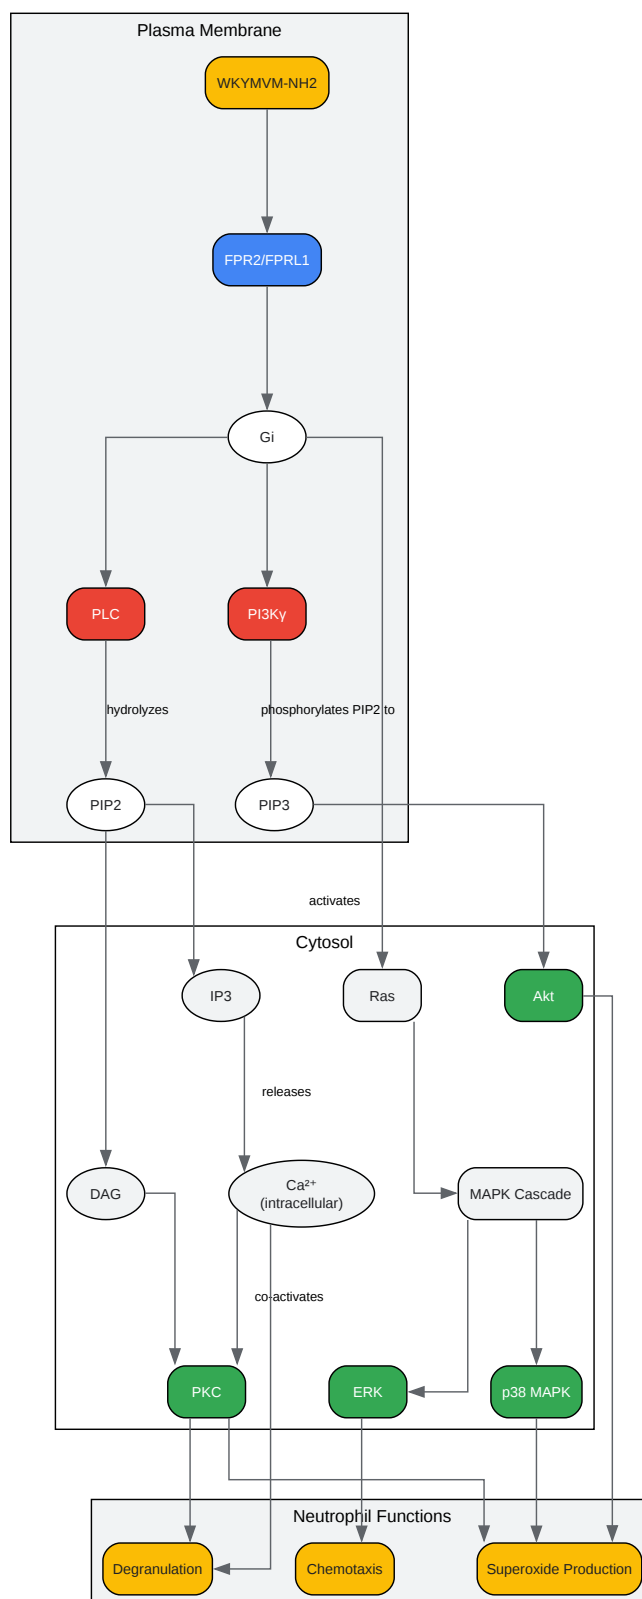 Plasma Membrane
WKYMVM-NH2
FPR2/FPRL1
Gi
PLC
PI3Kγ
hydrolyzes
phosphorylates PIP2 to
PIP2
PIP3
activates
Cytosol
IP3
Ras
Akt
releases
DAG
Ca²⁺
(intracellular)
MAPK Cascade
co-activates
PKC
ERK
p38 MAPK
Neutrophil Functions
Degranulation
Chemotaxis
Superoxide Production